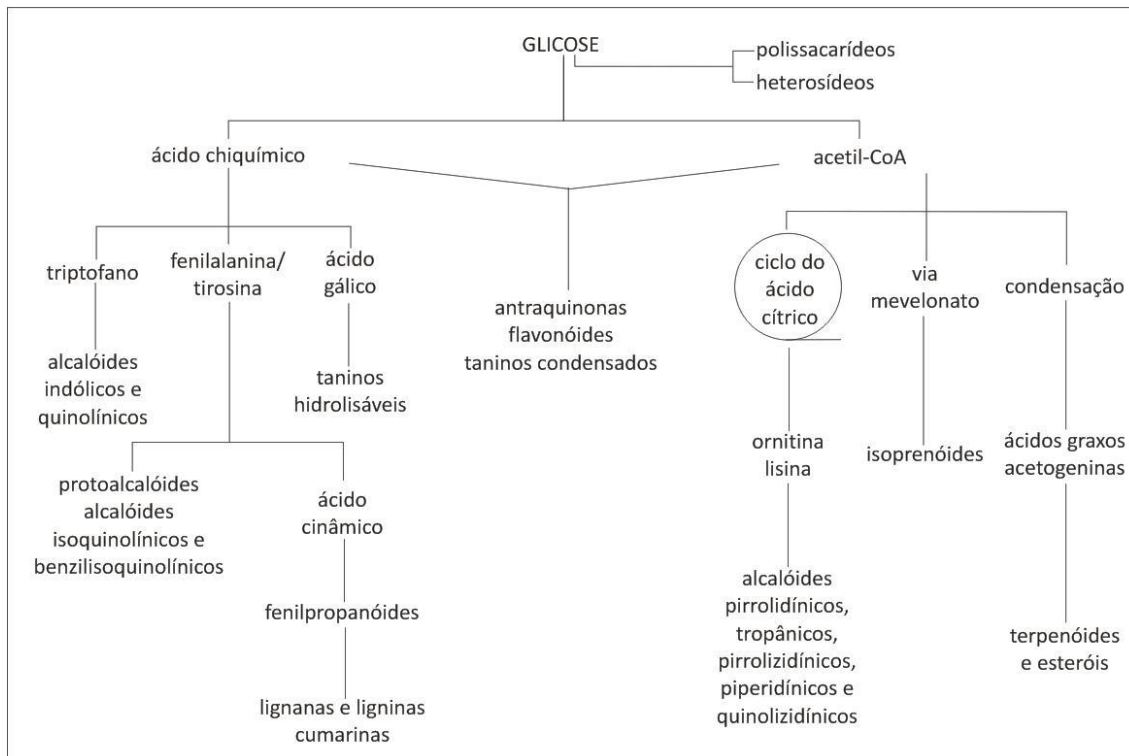 GLICOSE
polissacarídeos
heterosídeos
ácido chiquímico
acetil-CoA
triptofano
fenilalanina/
tirosina
ácido
gálico
antraquinonas
flavonóides
taninos condensados
ciclo do
ácido
cítrico
via
mevelonato
condensação
alcalóides
indólicos e
quinolínicos
taninos
hidrolisáveis
ornitina
lisina
isoprenóides
ácidos graxos
acetogeninas
protoalcalóides
alcalóides
isoquinolínicos e
benzilisoquinolínicos
ácido
cinâmico
fenilpropanóides
lignanas e ligninas
cumarinas
alcalóides
pirrolidínicos,
tropânicos,
pirrolizidínicos,
piperidínicos e
quinolizidínicos
terpenóides
e esteróis